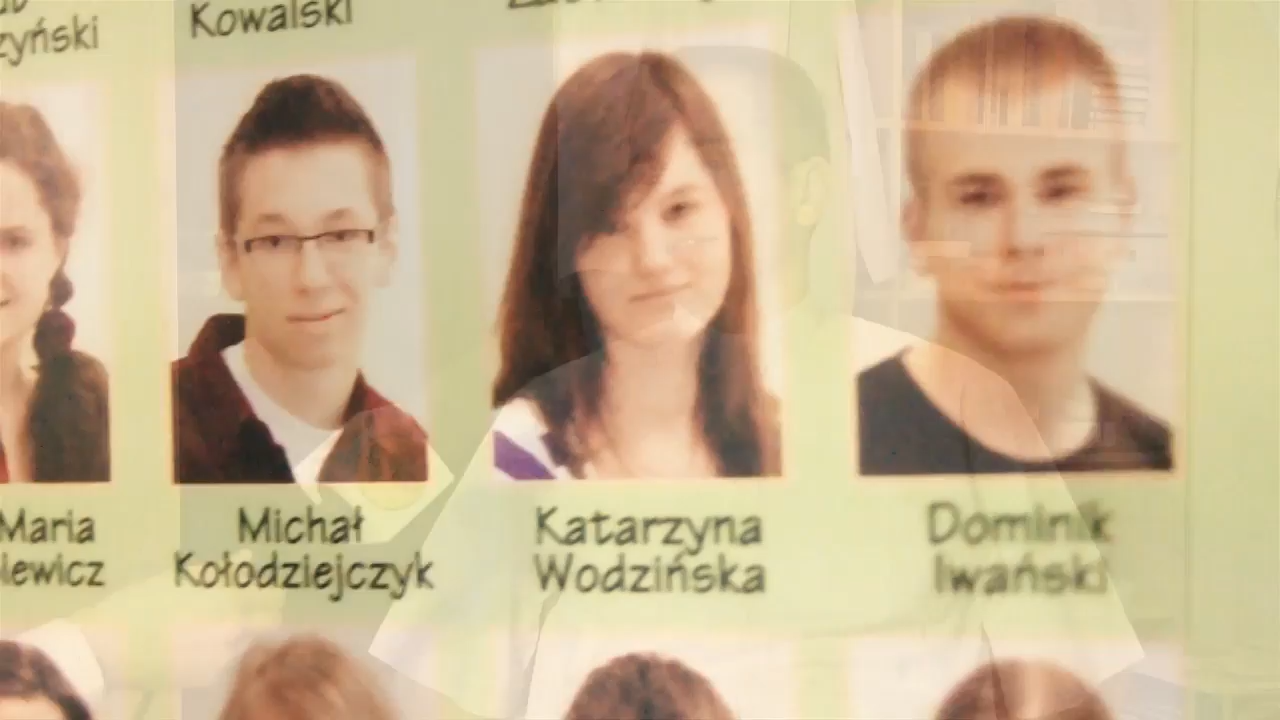 Kowalski
Maria
Michał
Kołodziejczyk
Katarzyna
Wodzińska
Dominik
Iwański